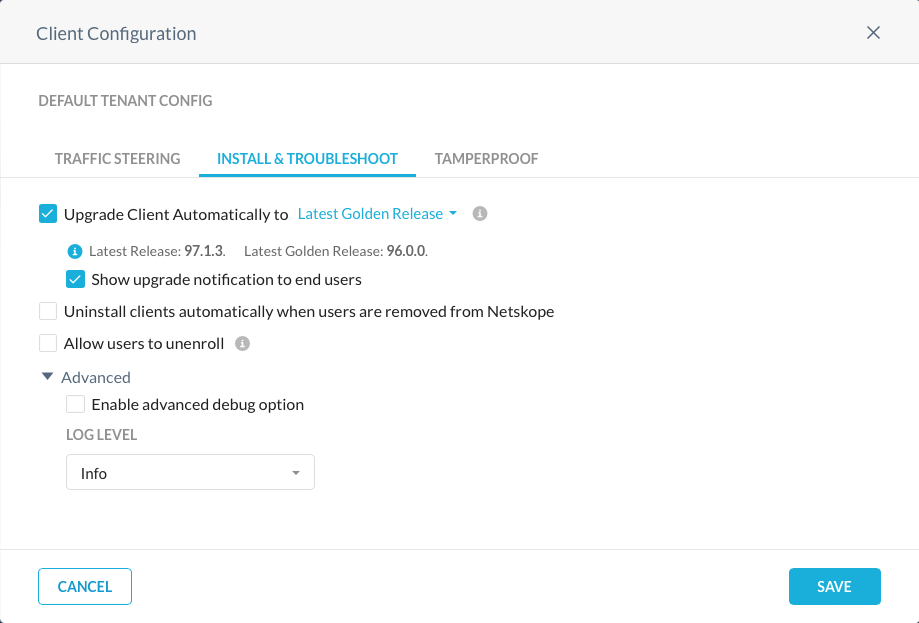 Client Configuration
DEFAULT TENANT CONFIG
TRAFFIC STEERING INSTALL & TROUBLESHOOT TAMPERPROOF
Upgrade Client Automatically to Latest Golden Release
Latest Release: 97.1.3. Latest Golden Release: 96.0.0.
Show upgrade notification to end users
Uninstall clients automatically when users are removed from Netskope
Allow users to unenroll
Advanced
Enable advanced debug option
LOG LEVEL
Info
CANCEL SAVE